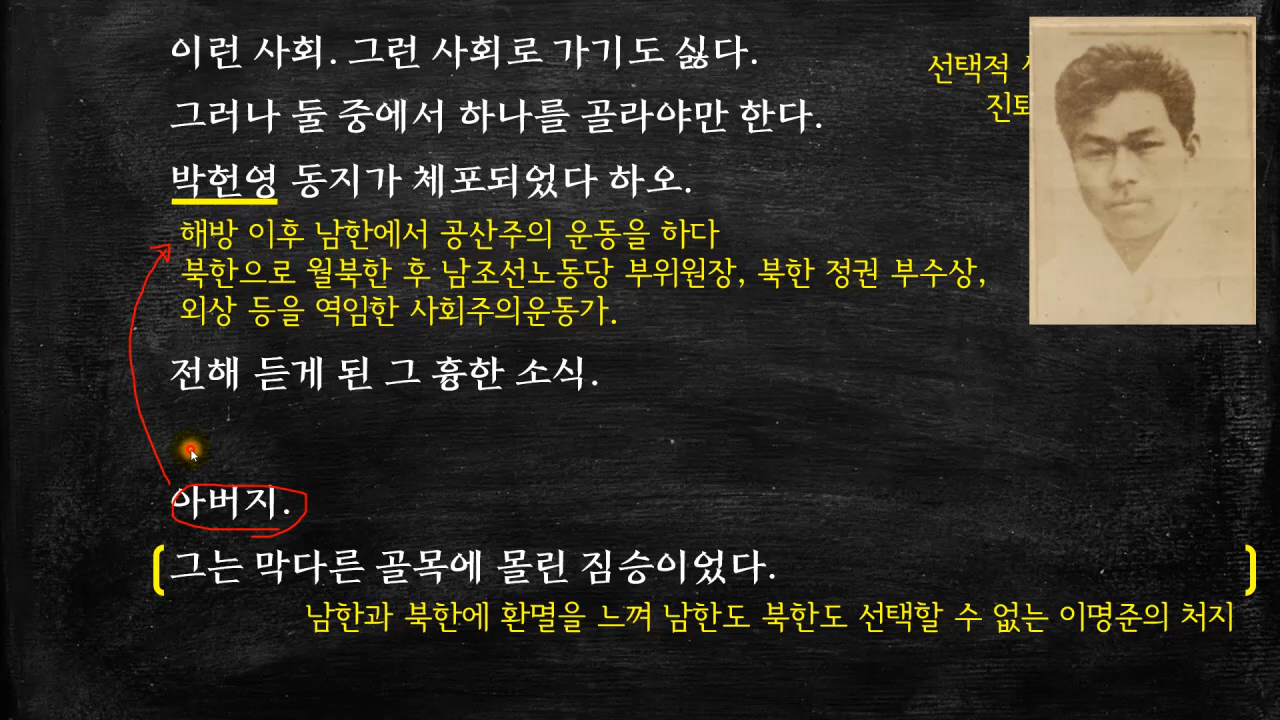 이런 사회. 그런 사회로 가기도 싫다.
선택적
그러나 둘 중에서 하나를 골라야만 한다.
박헌영 동지가 체포되었다 하오.
해방 이후 남한에서 공산주의 운동을 하다
북한으로 월북한 후 남조선노동당 부위원장, 북한 정권 부수상,
외상 등을 역임한 사회주의운동가.
전해 듣게 된 그 흉한 소식.
아버지.
그는 막다른 골목에 몰린 짐승이었다.
남한과 북한에 환멸을 느껴 남한도 북한도 선택할 수 없는 이명준의 처지